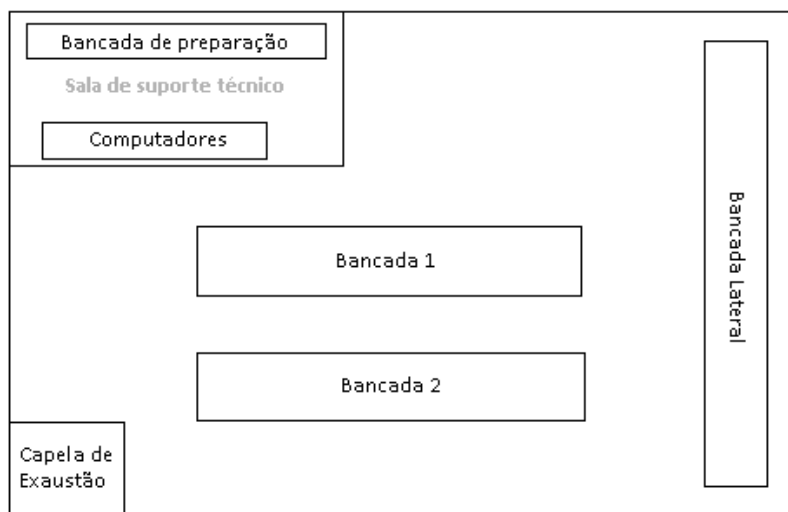 Bancada de preparação
Sala de suporte técnico
Computadores
Bancada 1
Bancada Lateral
Bancada 2
Capela de
Exaustão